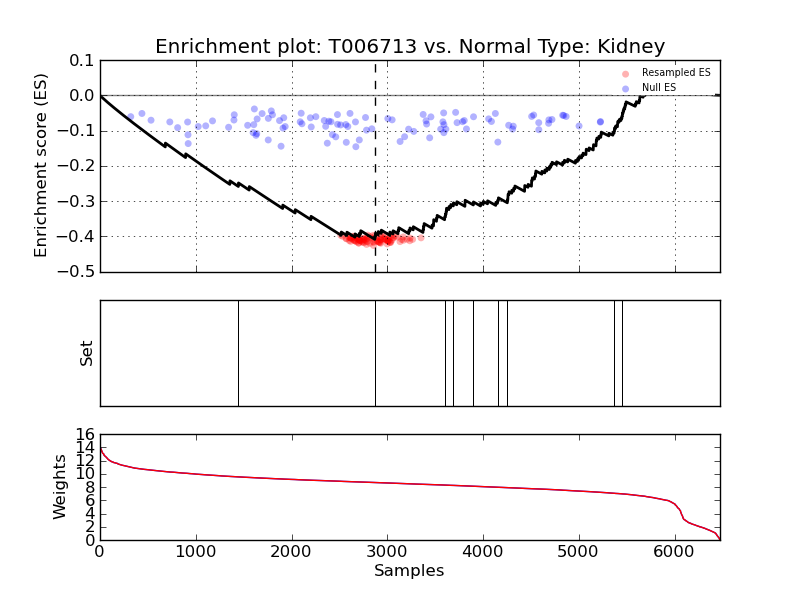 Enrichment plot: T006713 vs. Normal Type: Kidney
0.1
0.0
−0.1
−0.2
−0.3
−0.4
−0.5
Enrichment score (ES)
Resampled ES
Null ES
Set
16
14
12
10
8
6
4
2
0
Weights
0 1000 2000 3000 4000 5000 6000
Samples